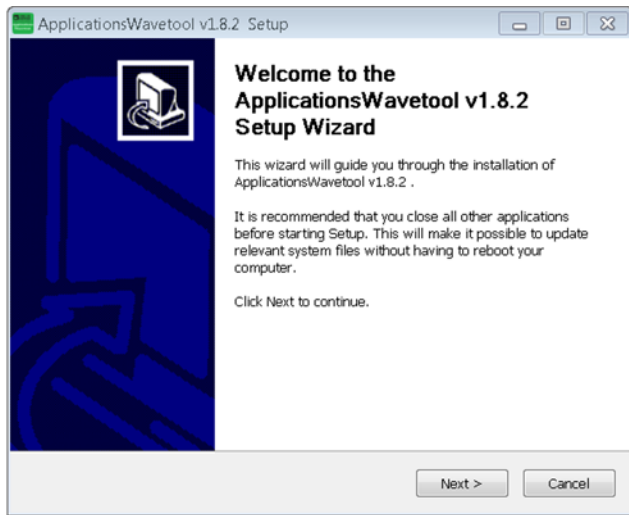 ApplicationsWavetool v1.8.2 Setup
Welcome to the
ApplicationsWavetool v1.8.2
Setup Wizard
This wizard will guide you through the installation of
ApplicationsWavetool v1.8.2 .
It is recommended that you close all other applications
before starting Setup. This will make it possible to update
relevant system files without having to reboot your
computer.
Click Next to continue.
Next >
Cancel